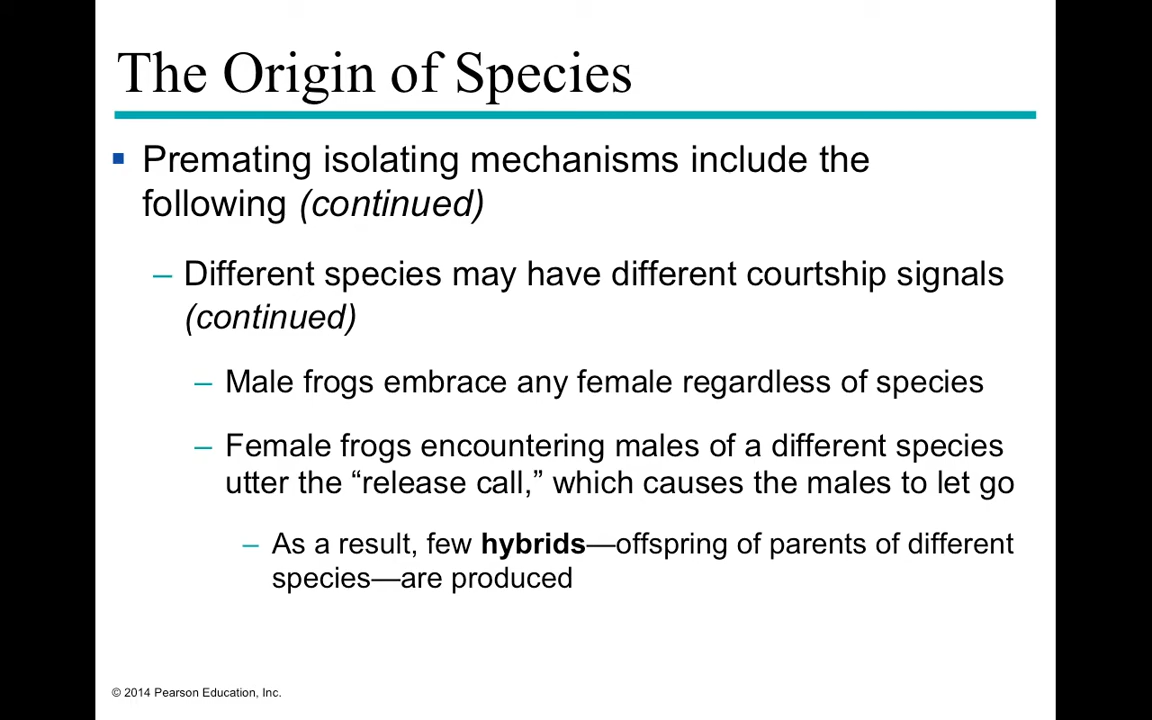 The Origin of Species
▪ Premating isolating mechanisms include the
following (continued)
– Different species may have different courtship signals
(continued)
– Male frogs embrace any female regardless of species
– Female frogs encountering males of a different species
utter the “release call,” which causes the males to let go
– As a result, few hybrids—offspring of parents of different
species—are produced
© 2014 Pearson Education, Inc.